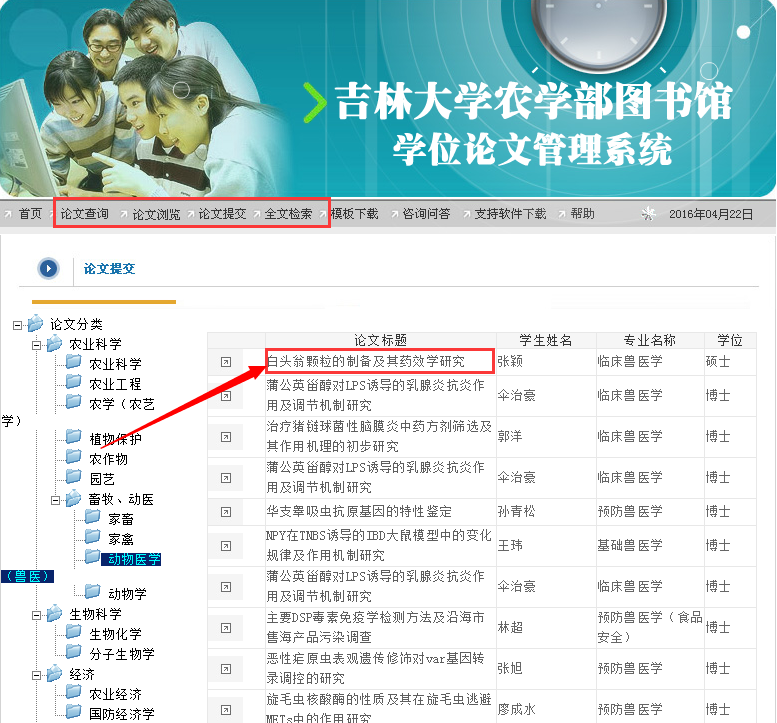 吉林大学农学部图书馆
学位论文管理系统
首页 论文查询 论文浏览 论文提交 全文检索 模板下载 咨询问答 支持软件下载 帮助 2016年04月22日
论文提交
论文分类
农业科学
农业科学
农业工程
农学（农艺
学）
植物保护
农作物
园艺
畜牧、动医
家畜
家禽
动物医学
（兽医）
动物学
生物科学
生物化学
分子生物学
经济
农业经济
国防经济学
论文标题 学生姓名 专业名称 学位
白头翁颗粒的制备及其药效学研究 张颖 临床兽医学 硕士
蒲公英甾醇对LPS诱导的乳腺炎抗炎作
用及调节机制研究 伞治豪 临床兽医学 博士
治疗猪链球菌性脑膜炎中药方剂筛选及
其作用机理的初步研究 郭洋 临床兽医学 博士
蒲公英甾醇对LPS诱导的乳腺炎抗炎作
用及调节机制研究 伞治豪 临床兽医学 博士
华支睾吸虫抗原基因的特性鉴定 孙青松 预防兽医学 博士
NPY在TNBS诱导的IBD大鼠模型中的变化
规律及作用机制研究 王玮 基础兽医学 博士
蒲公英甾醇对LPS诱导的乳腺炎抗炎作
用及调节机制研究 伞治豪 临床兽医学 博士
主要DSP毒素免疫学检测方法及沿海市 预防兽医学（食品
售海产品污染调查 林超 安全） 博士
恶性疟原虫表观遗传修饰对var基因转
录调控的研究 张旭 预防兽医学 博士
旋毛虫核酸酶的性质及其在旋毛虫逃避
NETs中的作用研究 廖成水 预防兽医学 博士